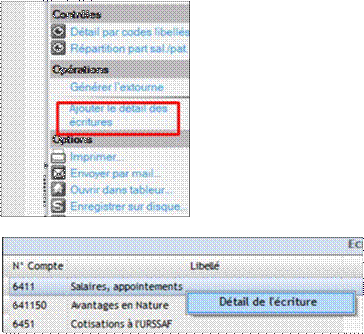 Contrôles
Détail par codes libellés
Répartition part sal./pat.
Opérations
Générer l'extourne
Ajouter le détail des
écritures
Options
Imprimer...
Envoyer par mail...
Ouvrir dans tableur...
Enregistrer sur disque...
Ecri
N° Compte Libellé
6411 Salaires, appointements
Détail de l'écriture
641150 Avantages en Nature
6451 Cotisations à l'URSSAF